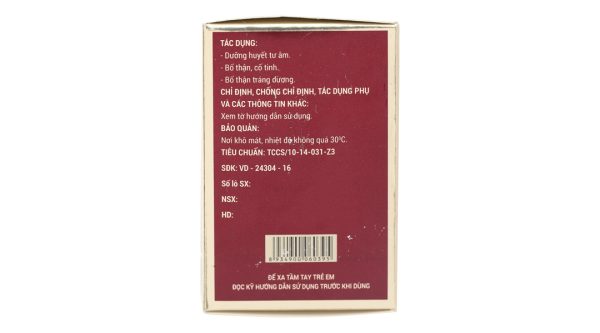 TÁC DỤNG:
- Dưỡng huyết tư âm.
- Bổ thận, cố tinh.
- Bổ thận tráng dương.
CHỈ ĐỊNH, CHỐNG CHỈ ĐỊNH, TÁC DỤNG PHỤ
VÀ CÁC THÔNG TIN KHÁC:
Xem tờ hướng dẫn sử dụng.
BẢO QUẢN:
Nơi khô mát, nhiệt độ không quá 30⁰C.
TIÊU CHUẨN: TCCS/10-14-031-Z3
SĐK: VD - 24304 - 16
Số lô SX:
NSX:
HD:
8934900060395
ĐỂ XA TẦM TAY TRẺ EM
ĐỌC KỸ HƯỚNG DẪN SỬ DỤNG TRƯỚC KHI DÙNG